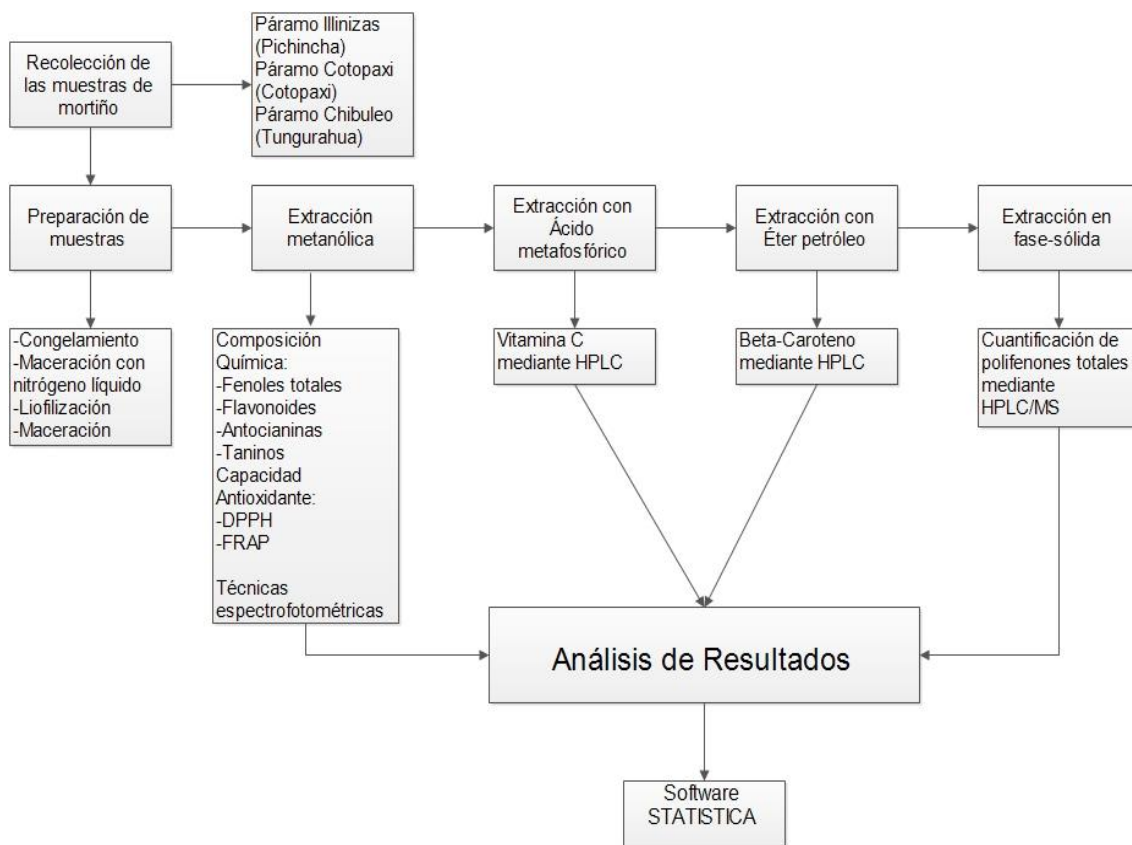 Recolección de
las muestras de
mortiño
Páramo Illinizas
(Pichincha)
Páramo Cotopaxi
(Cotopaxi)
Páramo Chibuleo
(Tungurahua)
Preparación de
muestras
Extracción
metanólica
Extracción con
Ácido
metafosfórico
Extracción con
Éter petróleo
Extracción en
fase-sólida
-Congelamiento
-Maceración con
nitrógeno líquido
-Liofilización
-Maceración
Composición
Química:
-Fenoles totales
-Flavonoides
-Antocianinas
-Taninos
Capacidad
Antioxidante:
-DPPH
-FRAP
Técnicas
espectrofotométricas
Vitamina C
mediante HPLC
Beta-Caroteno
mediante HPLC
Cuantificación de
polifenones totales
mediante
HPLC/MS
Análisis de Resultados
Software
STATISTICA